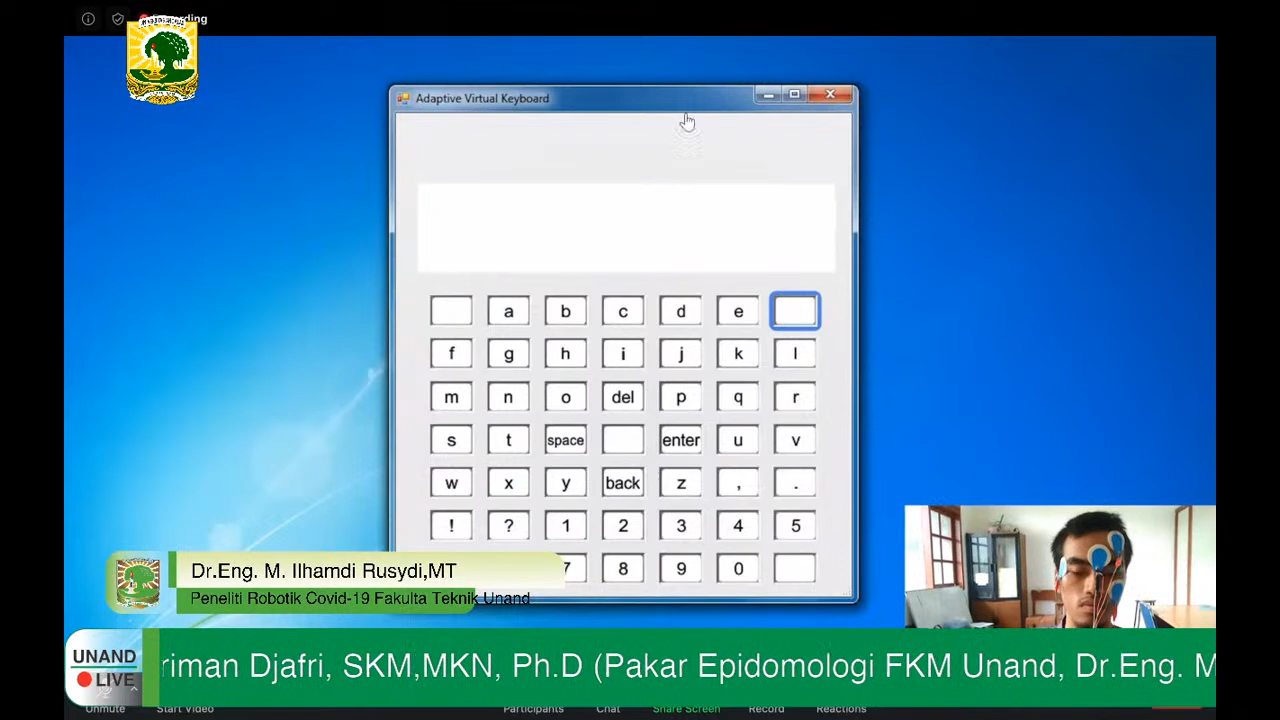 Recording
Adaptive Virtual Keyboard
a b c d e
f g h i j k l
m n o del p q r
s t space enter u v
w x y back z , .
! ? 1 2 3 4 5
7 8 9 0
Dr.Eng. M. Ilhamdi Rusydi,MT
Peneliti Robotik Covid-19 Fakulta Teknik Unand
UNAND
LIVE
riman Djafri, SKM,MKN, Ph.D (Pakar Epidomologi FKM Unand, Dr.Eng. M
Unmute Start Video Participants Chat Share Screen Record Reactions